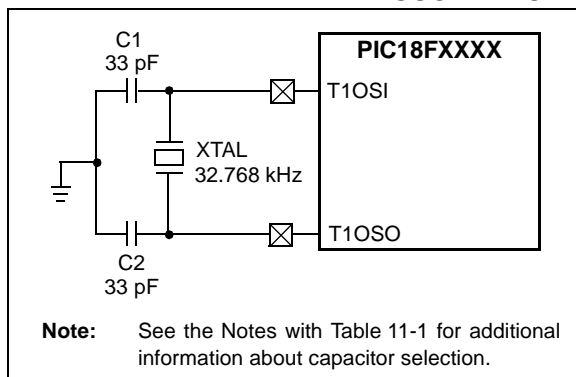 C1
33 pF
PIC18FXXXX
T1OSI
XTAL
32.768 kHz
T1OSO
C2
33 pF
Note: See the Notes with Table 11-1 for additional
information about capacitor selection.